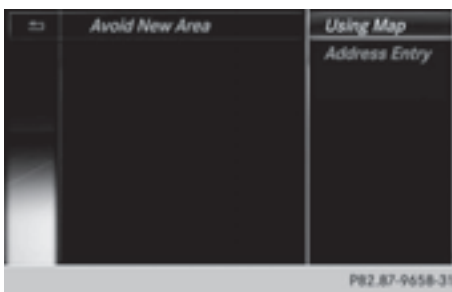 Avoid New Area
Using Map
Address Entry
P82.87-9658-31